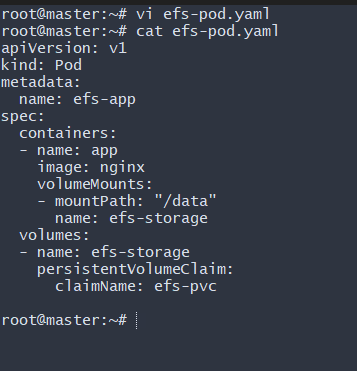 root@master:~# vi efs-pod.yaml
root@master:~# cat efs-pod.yaml
apiVersion: v1
kind: Pod
metadata:
  name: efs-app
spec:
  containers:
  - name: app
    image: nginx
    volumeMounts:
    - mountPath: "/data"
      name: efs-storage
  volumes:
  - name: efs-storage
    persistentVolumeClaim:
      claimName: efs-pvc

root@master:~#